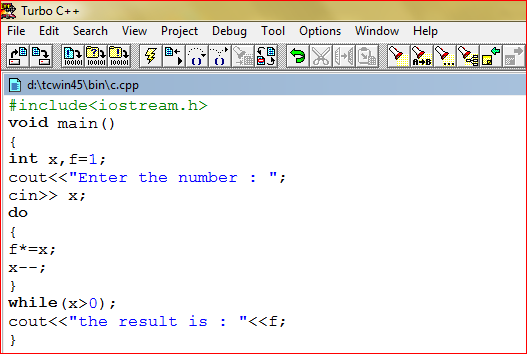 Turbo C++
File Edit Search View Project Debug Tool Options Window Help
d:\tcwin45\bin\c.cpp
#include<iostream.h>
void main()
{
int x,f=1;
cout<<"Enter the number : ";
cin>> x;
do
{
f*=x;
x--;
}
while(x>0);
cout<<"the result is : "<<f;
}